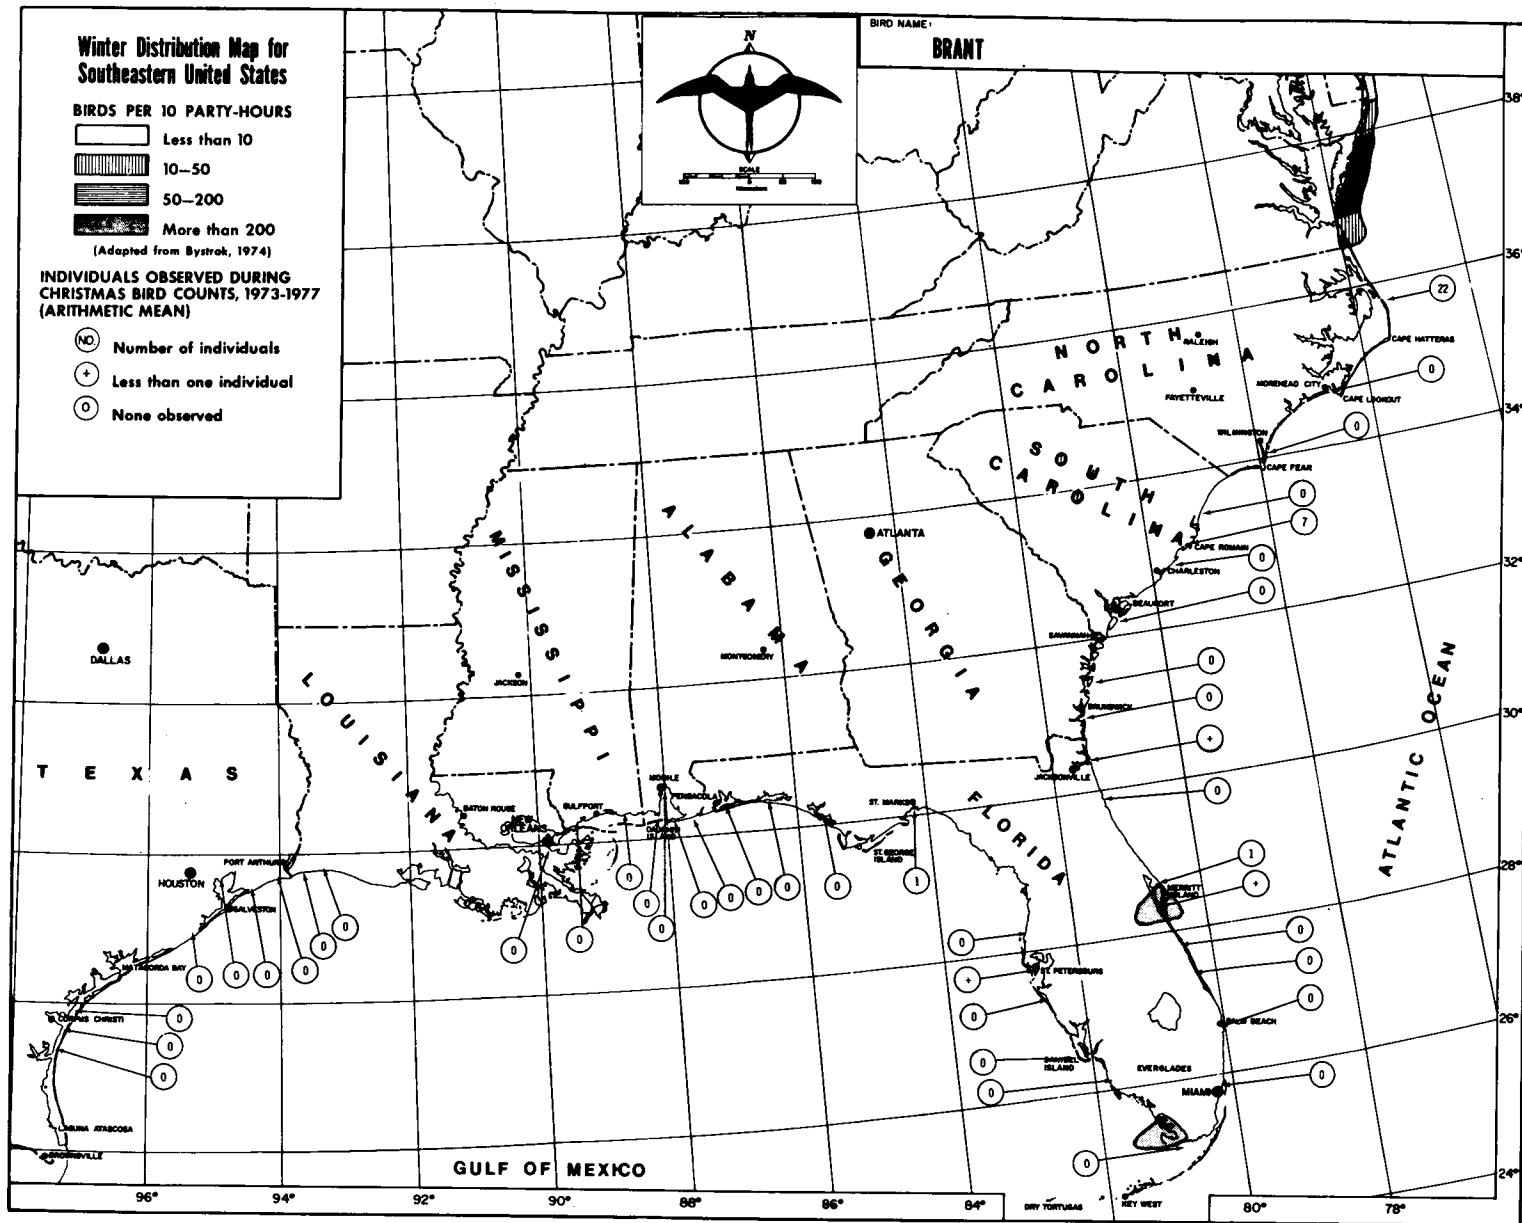 Winter Distribution Map for
Southeastern United States
BIRDS PER 10 PARTY-HOURS
Less than 10
10—50
50—200
More than 200
(Adapted from Bystrak, 1974)
INDIVIDUALS OBSERVED DURING
CHRISTMAS BIRD COUNTS, 1973-1977
(ARITHMETIC MEAN)
NO. Number of individuals
+ Less than one individual
0 None observed
N
SCALE
BIRD NAME:
BRANT
38°
36°
22
NORTH
CAROLINA
RALEIGH
CAPE HATTERAS
0
MOREHEAD CITY
CAPE LOOKOUT
FAYETTEVILLE
34°
0
WILMINGTON
CAPE FEAR
SOUTH
CAROLINA
0
7
CAPE ROMAIN
0
CHARLESTON
32°
0
BEAUFORT
SAVANNAH
ATLANTA
GEORGIA
ALABAMA
MONTGOMERY
MISSISSIPPI
JACKSON
LOUISIANA
DALLAS
TEXAS
0
0
BRUNSWICK
30°
+
JACKSONVILLE
0
ATLANTIC OCEAN
FLORIDA
MOBILE
PENSACOLA
ST. MARKS
BATON ROUGE
GULFPORT
NEW
ORLEANS
DAUPHIN
ISLAND
ST. GEORGE
ISLAND
PORT ARTHUR
HOUSTON
GALVESTON
28°
1
+
MERRITT
ISLAND
0
0
0
0
0
0
0
0
1
0
0
0
0
0
0
0
0
0
0
MATAGORDA BAY
0
+
ST. PETERSBURG
0
0
0
0
PALM BEACH
26°
CORPUS CHRISTI
0
0
0
0
SANIBEL
ISLAND
0
EVERGLADES
MIAMI
0
LAGUNA ATASCOSA
BROWNSVILLE
0
GULF OF MEXICO
24°
DRY TORTUGAS
KEY WEST
96°
94°
92°
90°
88°
86°
84°
80°
78°